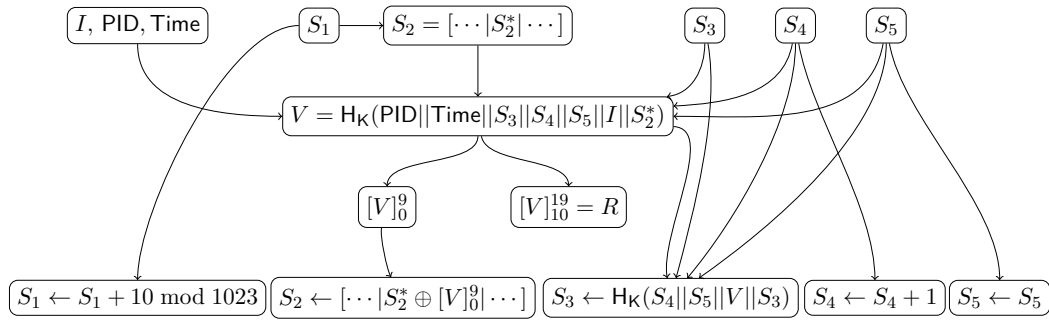 I, PID, Time
S_1
S_2 = [⋯|S_2^*|⋯]
S_3
S_4
S_5
V = H_K(PID||Time||S_3||S_4||S_5||I||S_2^*)
[V]_0^9
[V]_{10}^{19} = R
S_1 ← S_1 + 10 mod 1023
S_2 ← [⋯|S_2^* ⊕ [V]_0^9|⋯]
S_3 ← H_K(S_4||S_5||V||S_3)
S_4 ← S_4 + 1
S_5 ← S_5